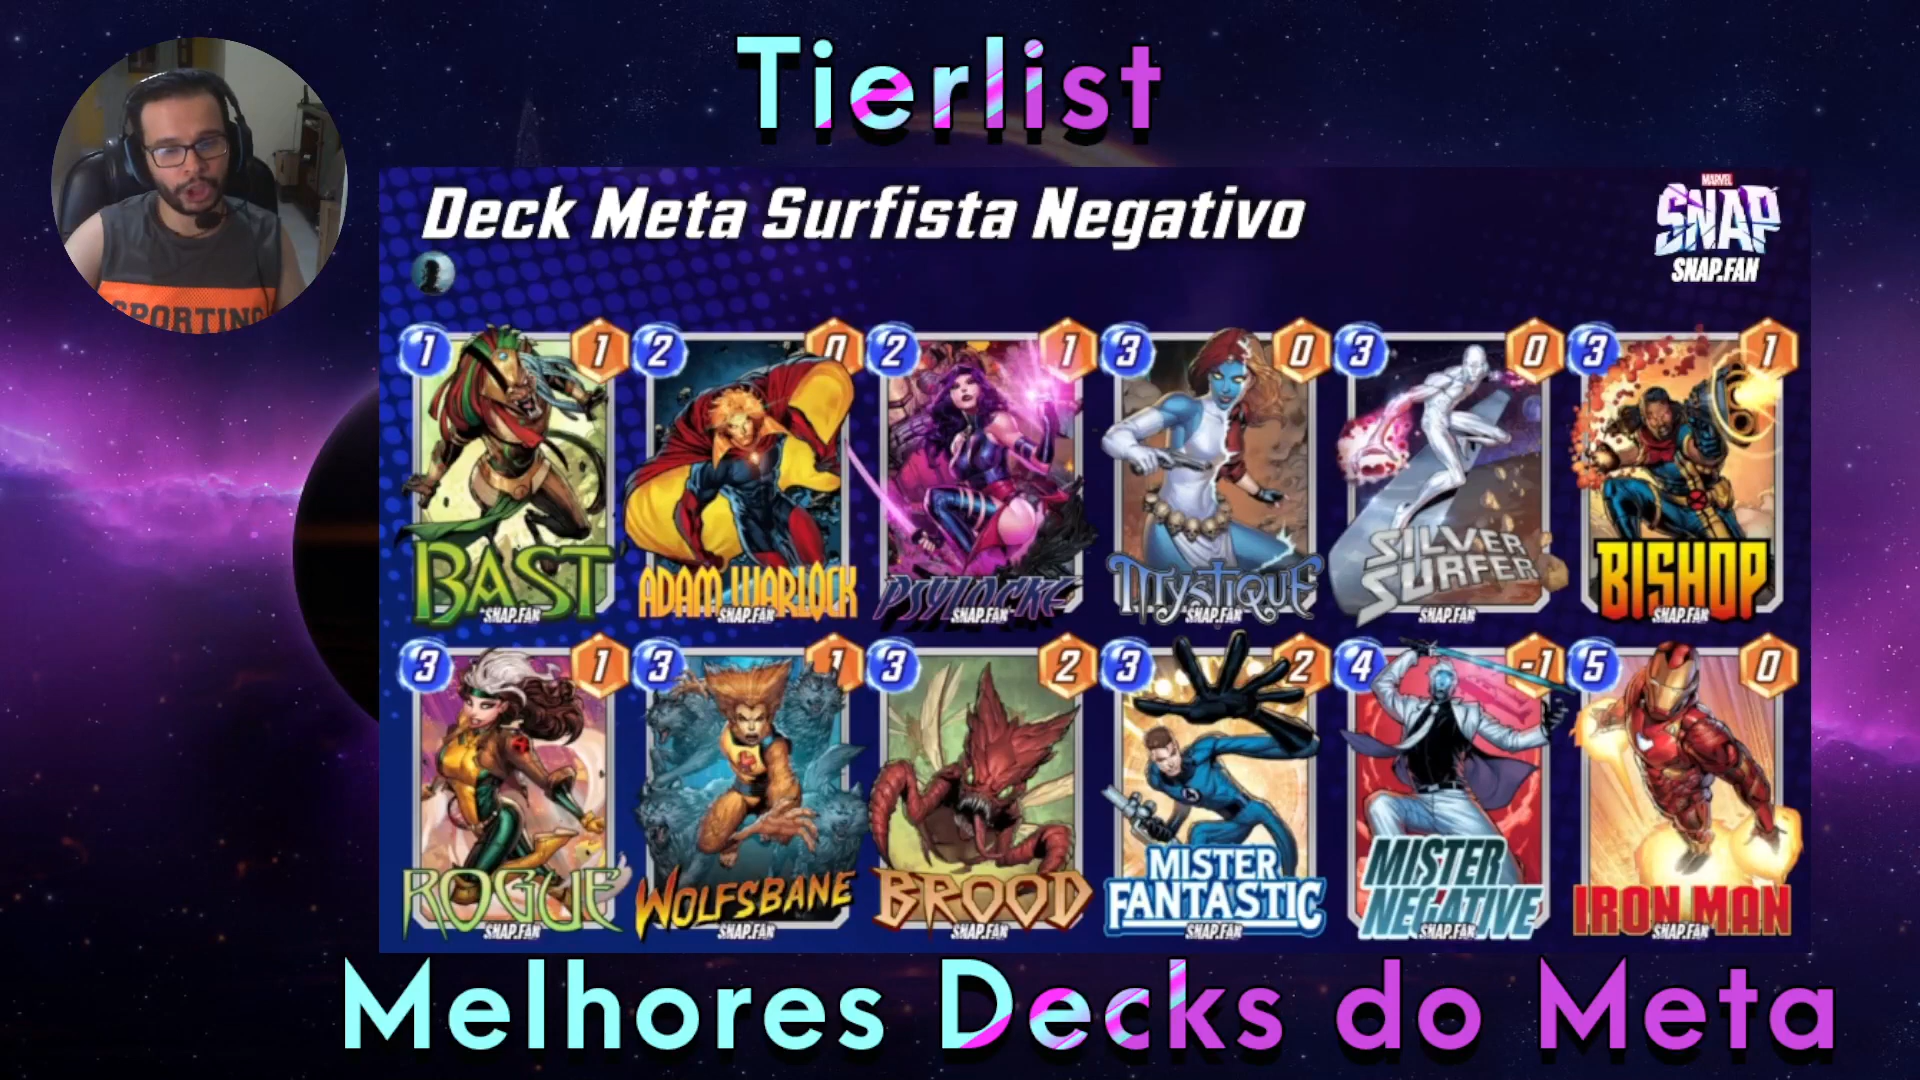 Tierlist
Deck Meta Surfista Negativo
MARVEL
SNAP
SNAP.FAN
SPORTING
1 1 2 0 2 1 3 0 3 0 3 1
BAST ADAM WARLOCK PSYLOCKE MYSTIQUE SILVER SURFER BISHOP
SNAP.FAN SNAP.FAN SNAP.FAN SNAP.FAN SNAP.FAN SNAP.FAN
3 1 3 1 3 2 3 2 4 -1 5 0
ROGUE WOLFSBANE BROOD MISTER FANTASTIC MISTER NEGATIVE IRON MAN
SNAP.FAN SNAP.FAN SNAP.FAN SNAP.FAN SNAP.FAN SNAP.FAN
Melhores Decks do Meta